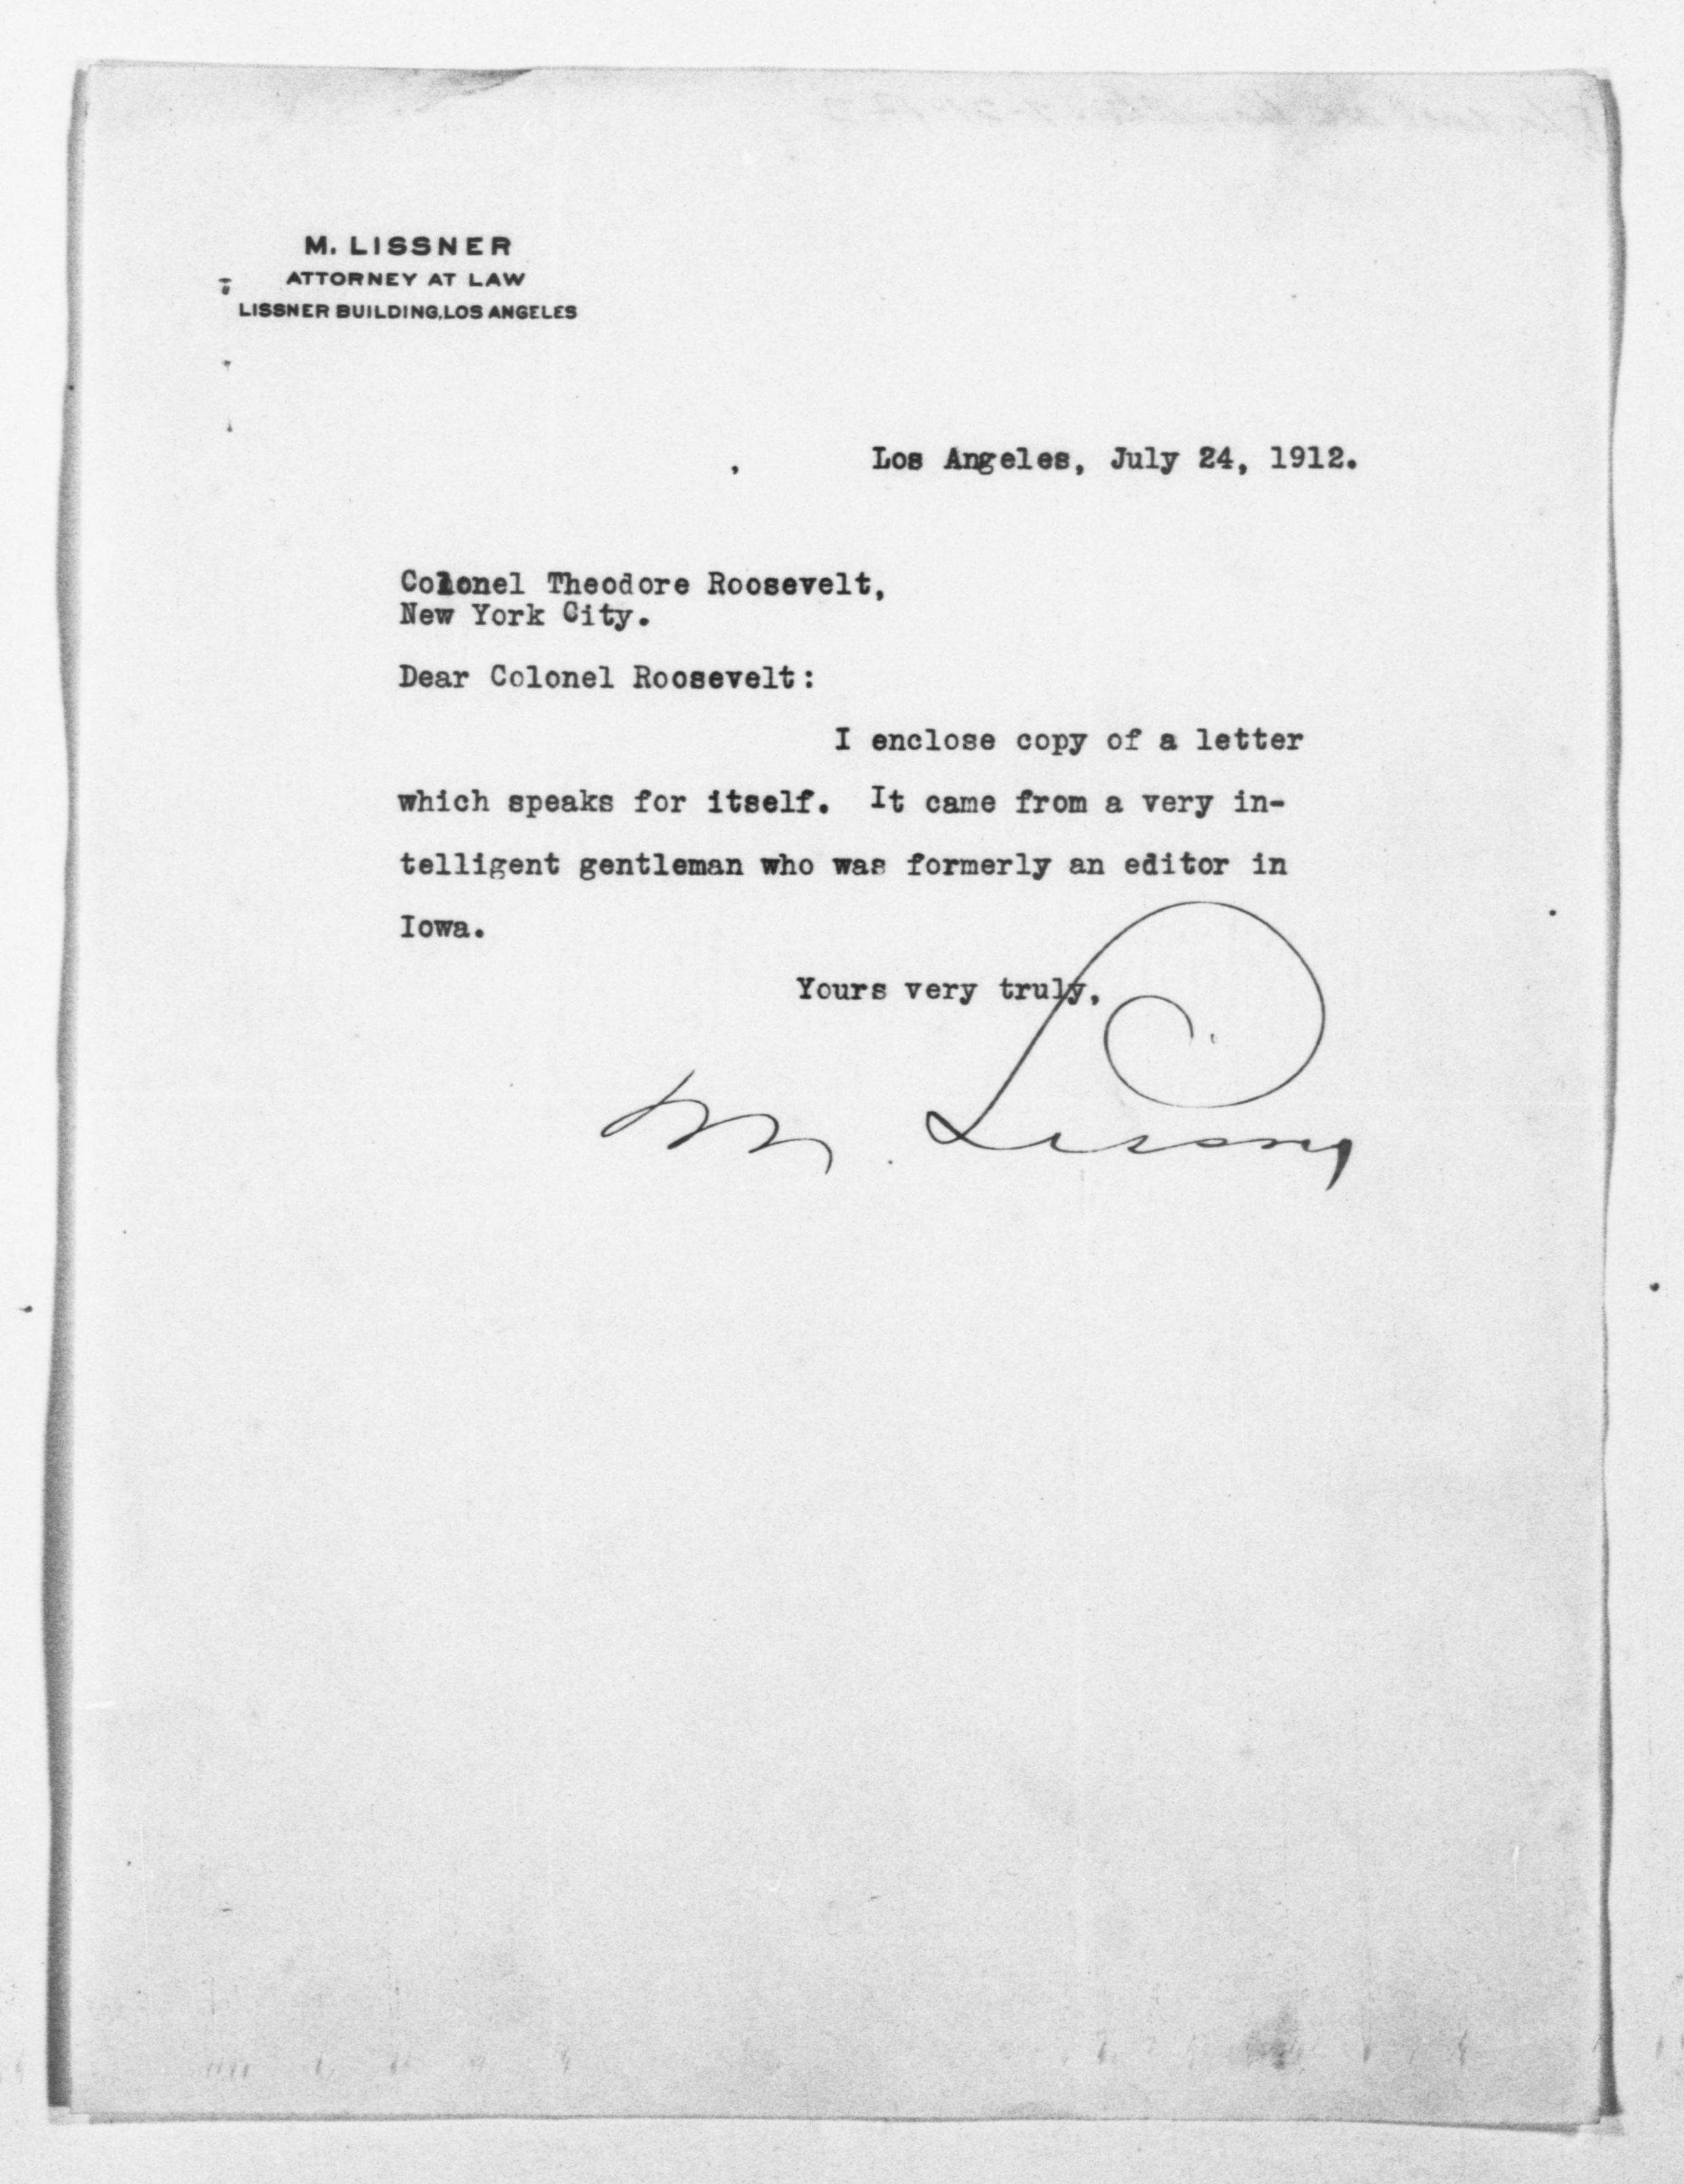 M. LISSNER
ATTORNEY AT LAW
LISSNER BUILDING, LOS ANGELES
Los Angeles, July 24, 1912.
Colonel Theodore Roosevelt,
New York City.
Dear Colonel Roosevelt:
I enclose copy of a letter
which speaks for itself. It came from a very in-
telligent gentleman who was formerly an editor in
Iowa.
Yours very truly,
M. Lissner